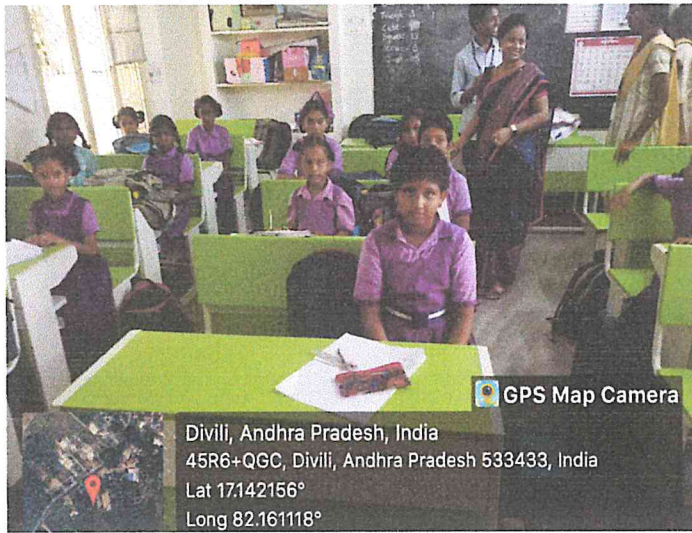 GPS Map Camera
Divili, Andhra Pradesh, India
45R6+QGC, Divili, Andhra Pradesh 533433, India
Lat 17.142156°
Long 82.161118°